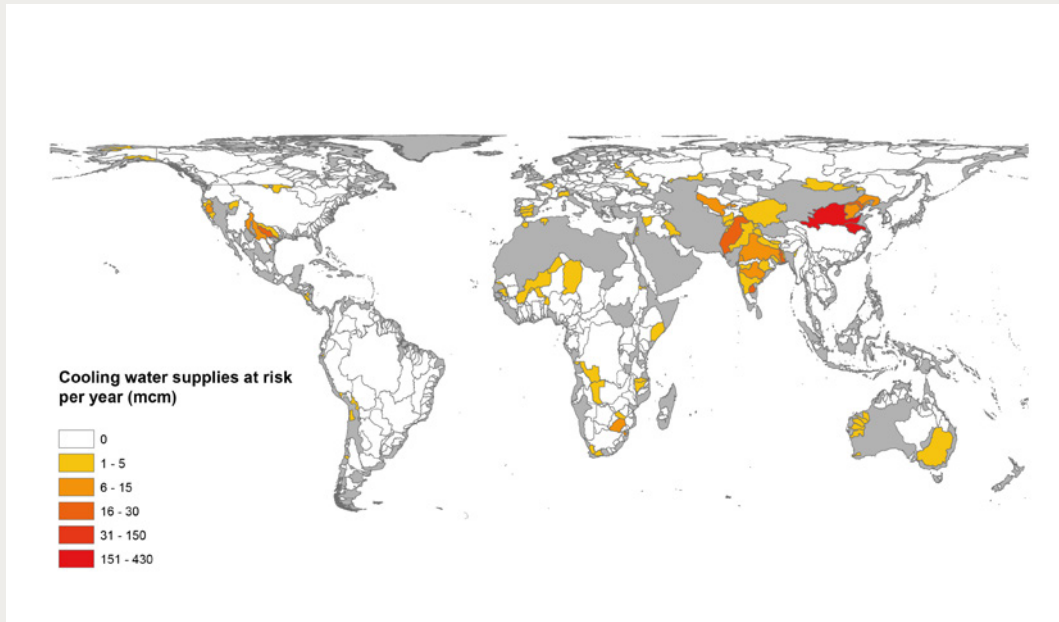 Cooling water supplies at risk
per year (mcm)
0
1 - 5
6 - 15
16 - 30
31 - 150
151 - 430